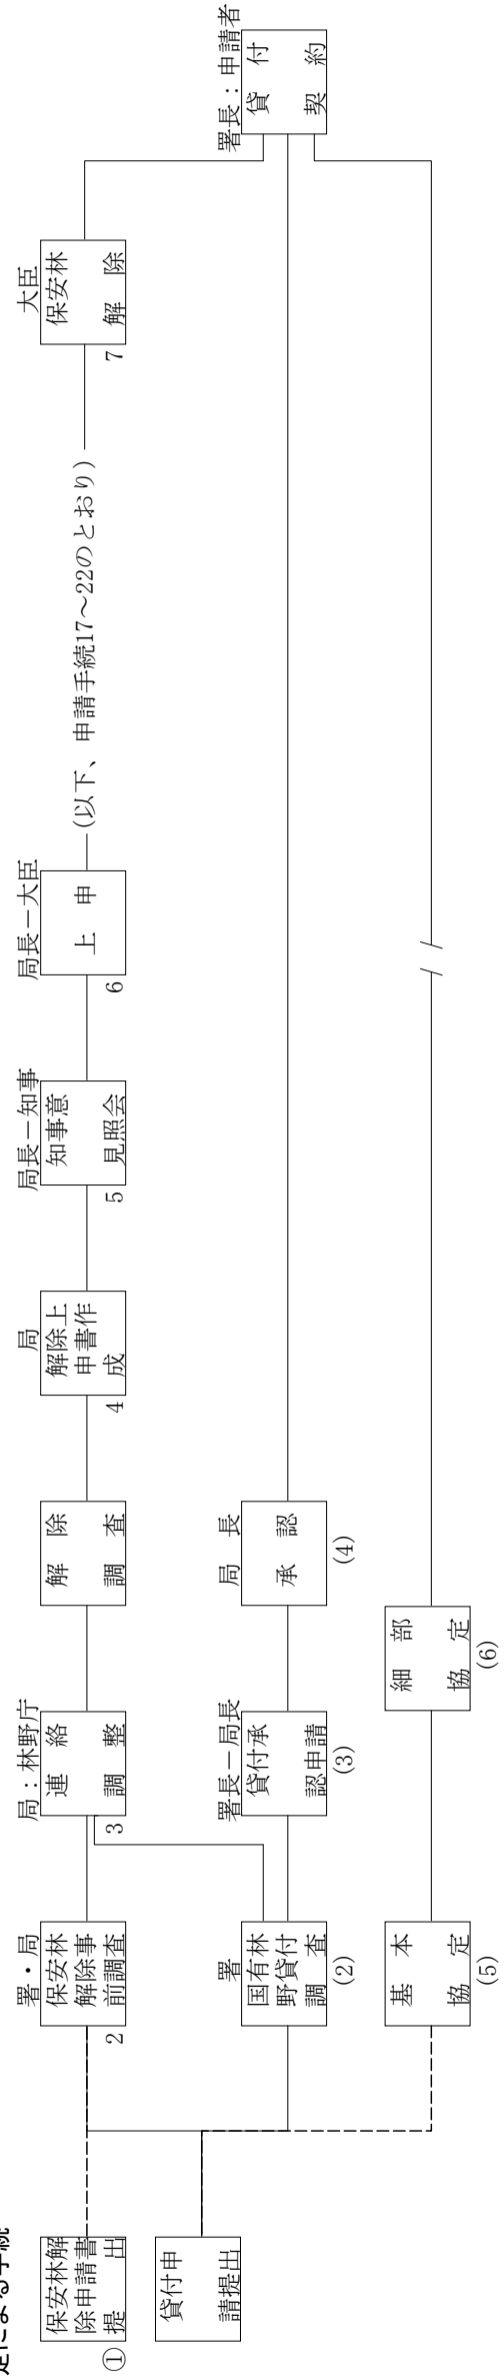 定による手続
保安林解
除申請書
提出
①
貸付申
請提出
署・局
保安林
解除事
前調査
2
署
国有林
野貸付
調査
(2)
基本
協定
(5)
局：林野庁
連絡
調整
3
署長－局長
貸付承
認申請
(3)
細部
協定
(6)
解除
調査
局長
承認
(4)
局
解除上
申書作
成
4
局長－知事
知事意
見照会
5
局長－大臣
上申
6
(以下、申請手続17～22のとおり)
大臣
保安林
解除
7
署長：申請者
貸付
契約